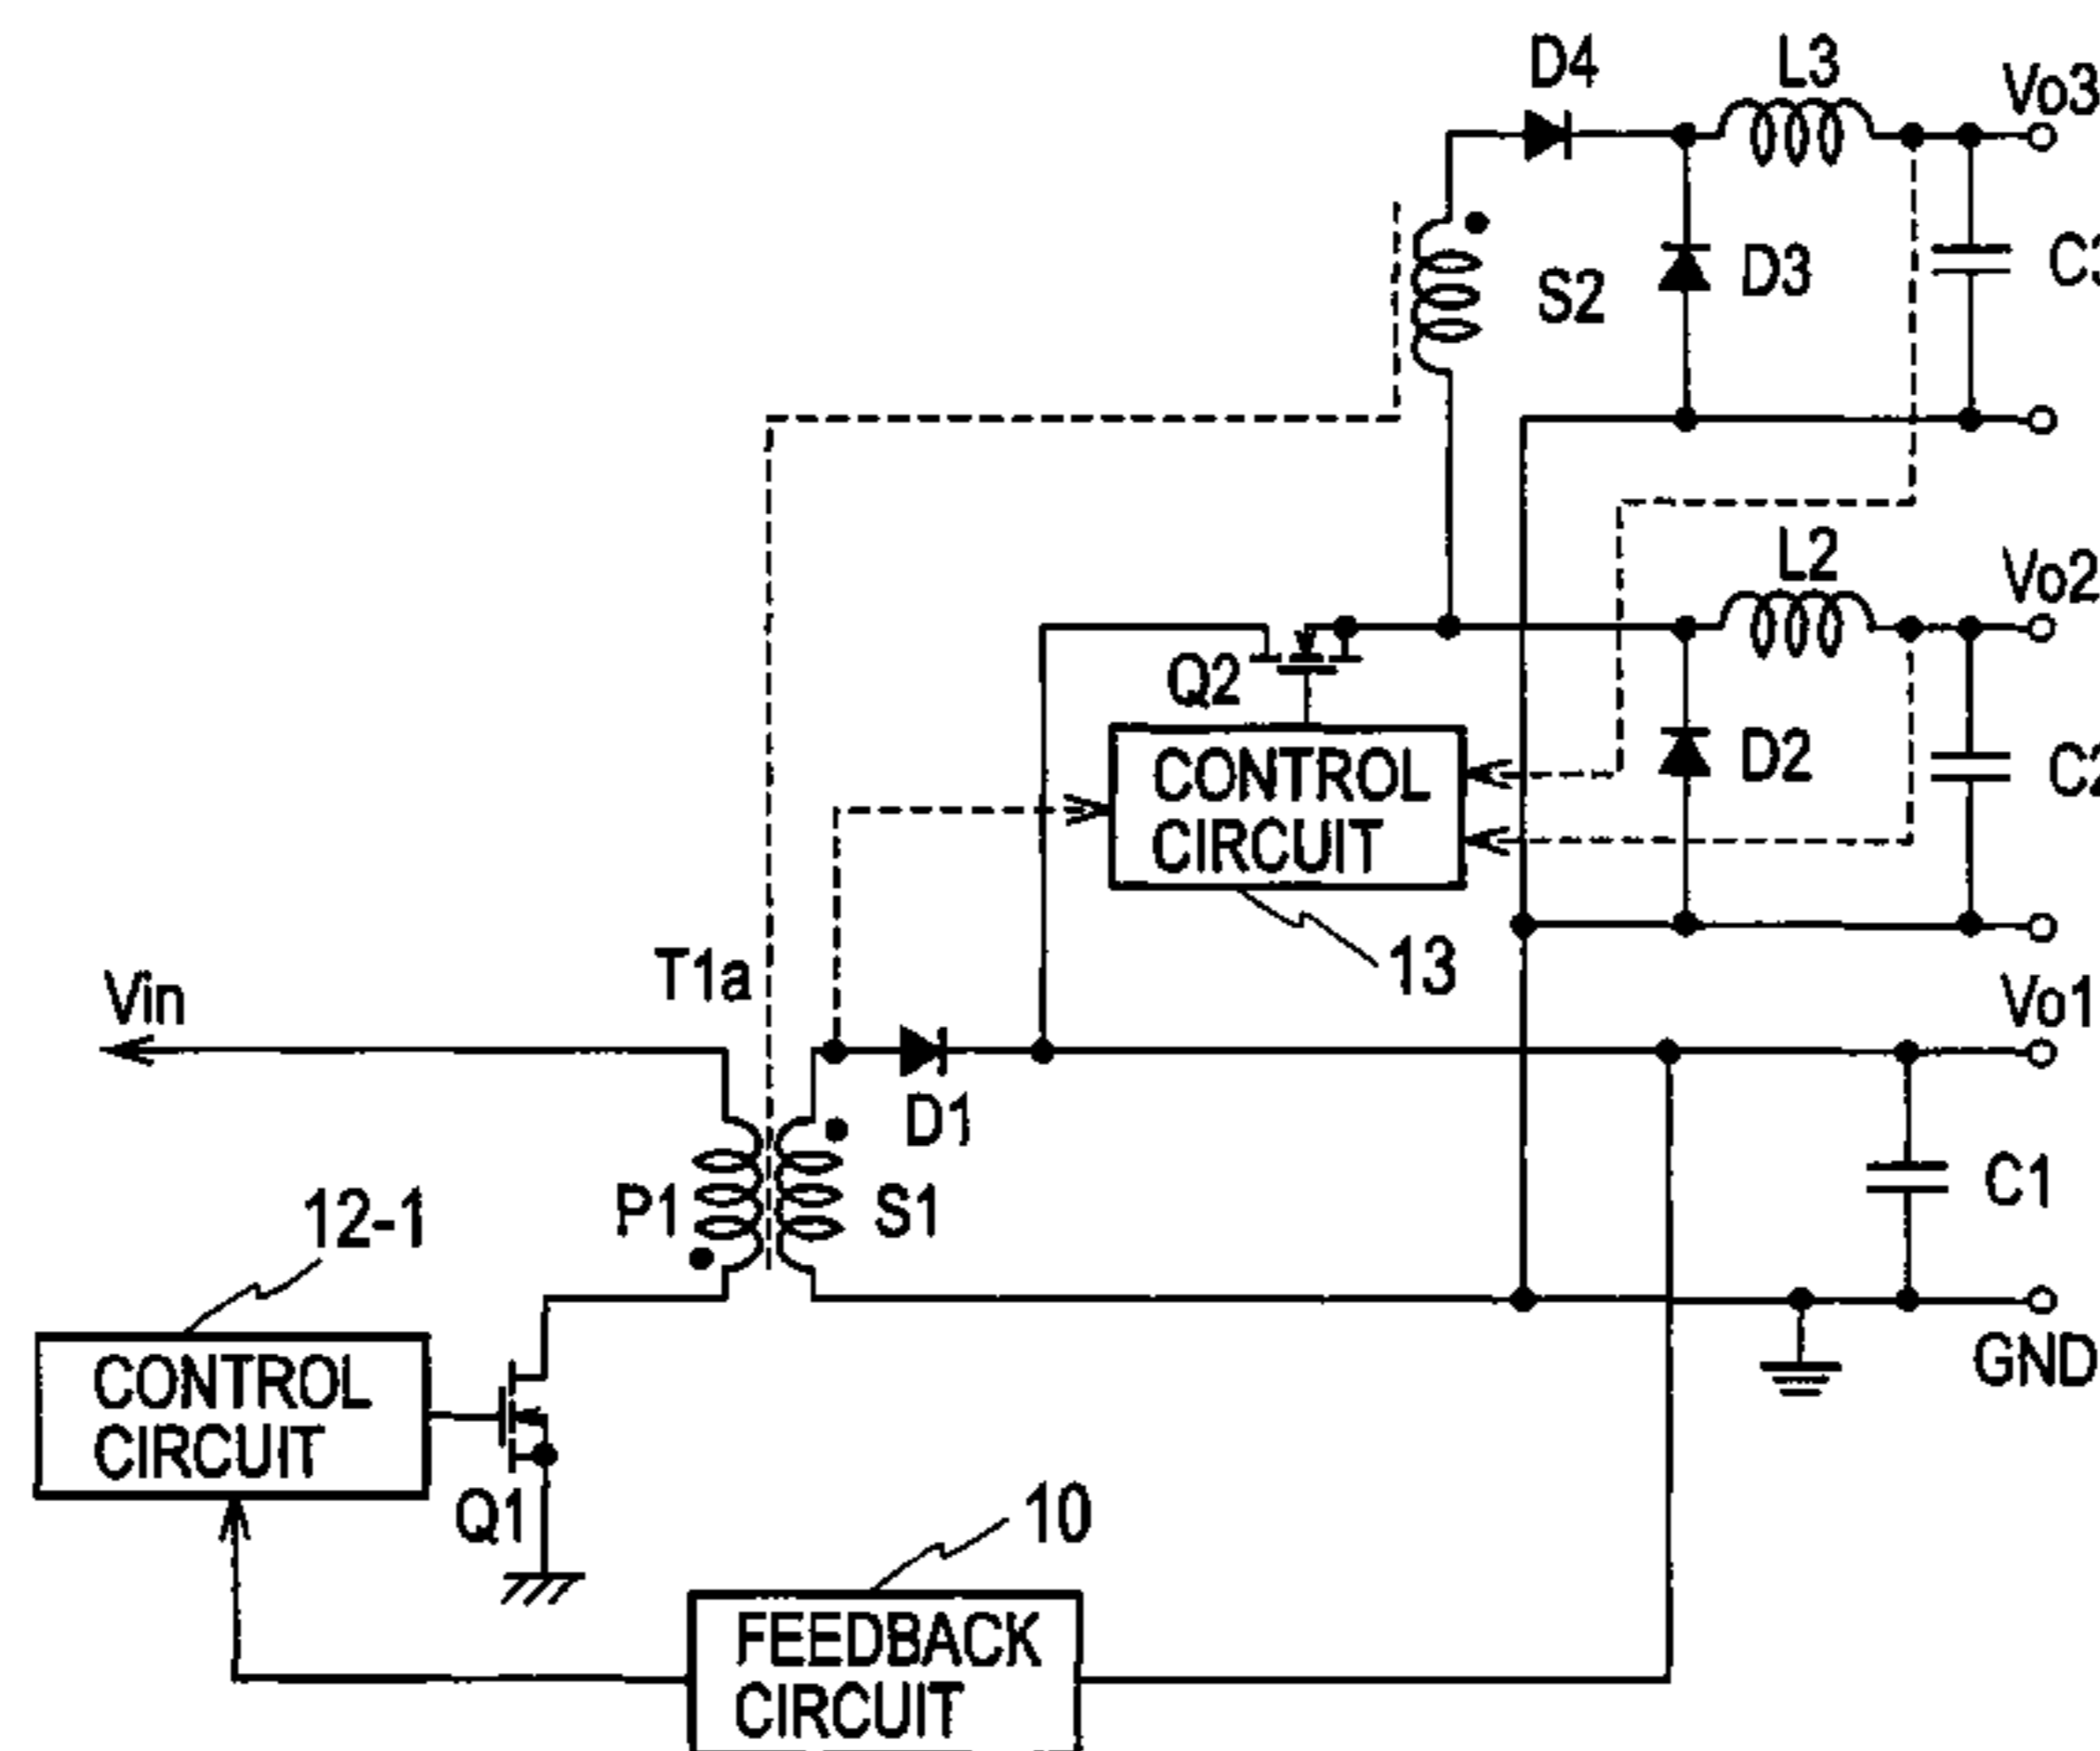 D4
L3
Vo3
S2
D3
C3
L2
Vo2
Q2
CONTROL
CIRCUIT
D2
C2
13
T1a
Vin
Vo1
D1
P1
S1
C1
12-1
GND
CONTROL
CIRCUIT
Q1
10
FEEDBACK
CIRCUIT